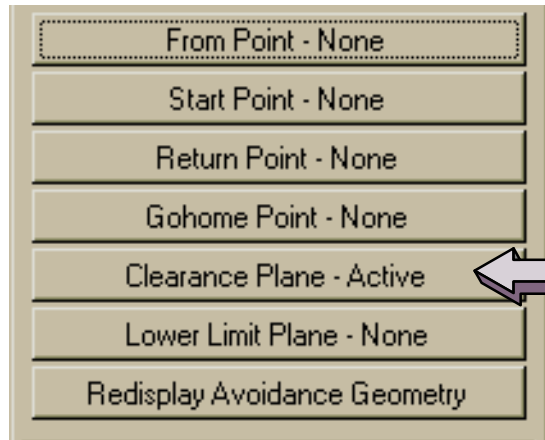 From Point - None
Start Point - None
Return Point - None
Gohome Point - None
Clearance Plane - Active
Lower Limit Plane - None
Redisplay Avoidance Geometry